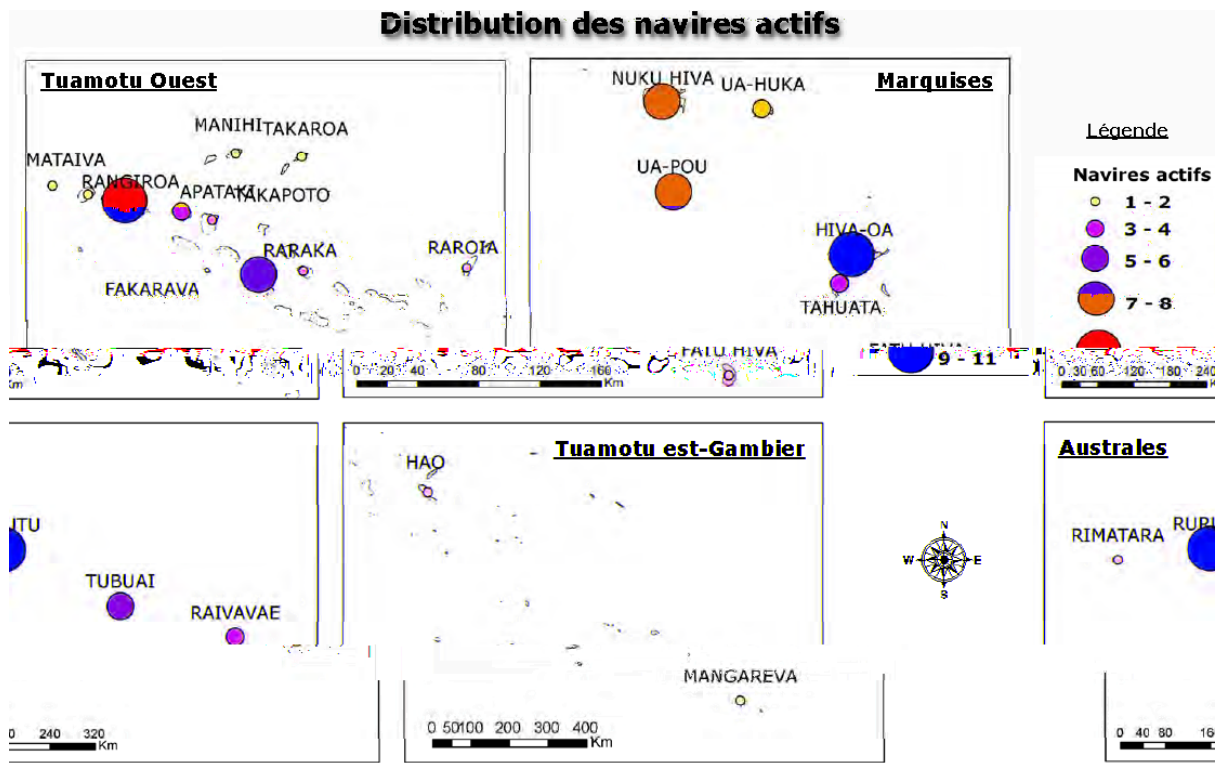 Distribution des navires actifs
Tuamotu Ouest
MANIHI
TAKAROA
MATAIVA
RANGIROA
APATAKI
TAKAPOTO
RARAKA
RAROIA
FAKARAVA
Marquises
NUKU HIVA
UA-HUKA
UA-POU
HIVA-OA
TAHUATA
FATU HIVA
Légende
Navires actifs
1 - 2
3 - 4
5 - 6
7 - 8
9 - 11
Km
0 20 40 80 120 160
Km
0 30 60 120 180 240
TUBUAI
RAIVAVAE
240 320
Km
Tuamotu est-Gambier
HAO
MANGAREVA
0 50 100 200 300 400
Km
N
W E
S
Australes
RIMATARA
0 40 80